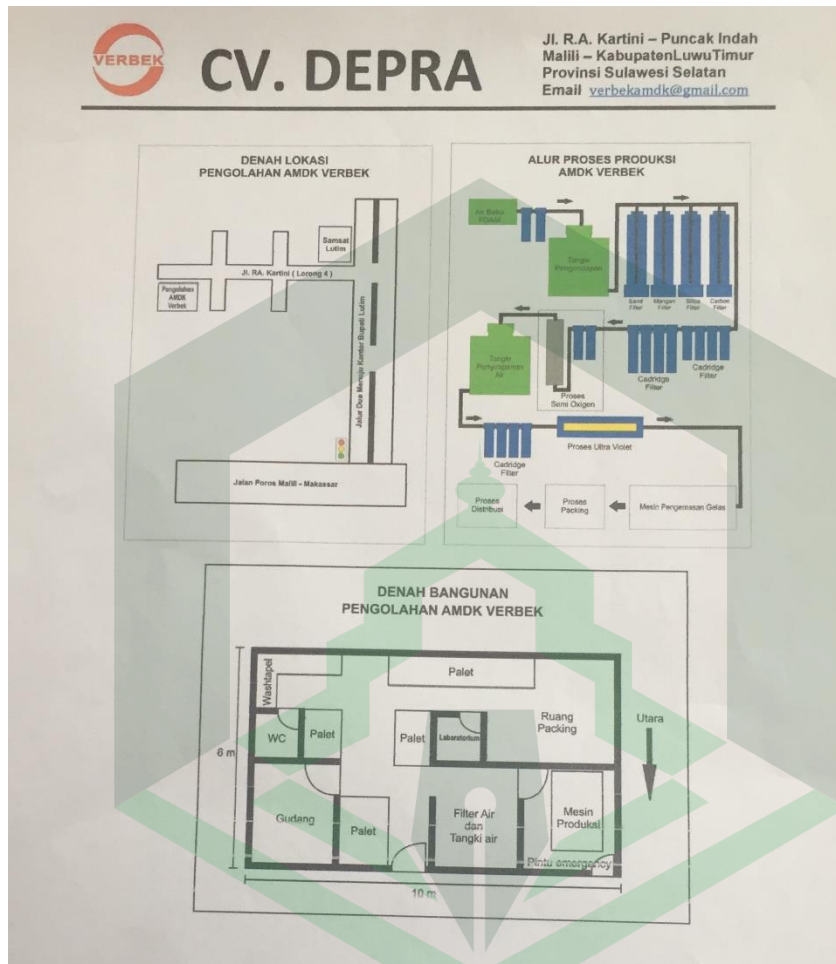 VERBEK
CV. DEPRA
Jl. R.A. Kartini – Puncak Indah
Malili – KabupatenLuwuTimur
Provinsi Sulawesi Selatan
Email verbekamdk@gmail.com
DENAH LOKASI
PENGOLAHAN AMDK VERBEK
Samsat
Lutim
Jl. RA. Kartini ( Lorong 4 )
Pengolahan
AMDK
Verbek
Jalur Dua Menuju Kantor Bupati Lutim
Jalan Poros Malili - Makassar
ALUR PROSES PRODUKSI
AMDK VERBEK
Air Baku
PDAM
Tangki
Pengendapan
Sand
Filter
Mangan
Filter
Silica
Filter
Carbon
Filter
Tangki
Penyimpanan
Air
Proses
Semi Oxigen
Cadridge
Filter
Cadridge
Filter
Cadridge
Filter
Proses Ultra Violet
Proses
Distribusi
Proses
Packing
Mesin Pengemasan Gelas
DENAH BANGUNAN
PENGOLAHAN AMDK VERBEK
Washtapel
Palet
WC
Palet
Palet
Labaratorium
Ruang
Packing
Utara
6 m
Gudang
Palet
Filter Air
dan
Tangki air
Mesin
Produksi
Pintu emergency
10 m